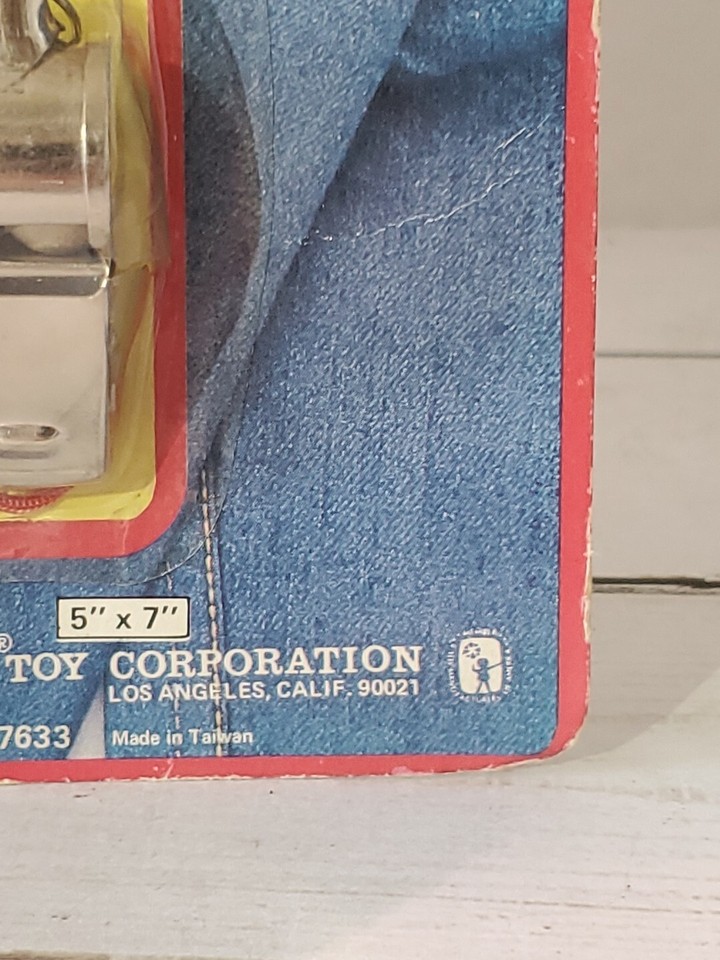 5" x 7"
® TOY CORPORATION
LOS ANGELES, CALIF. 90021
7633
Made in Taiwan